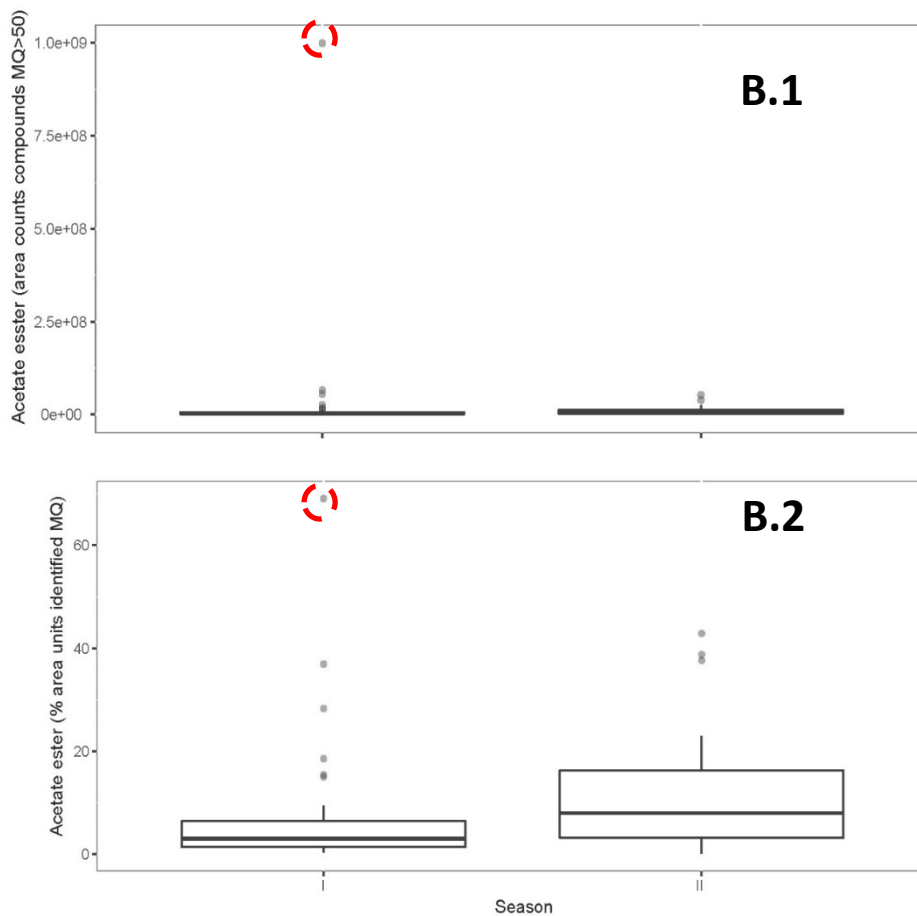 Acetate esster (area counts compounds MQ>50)
1.0e+09
7.5e+08
5.0e+08
2.5e+08
0e+00
B.1
Acetate ester (% area units identified MQ)
60
40
20
0
B.2
I
II
Season